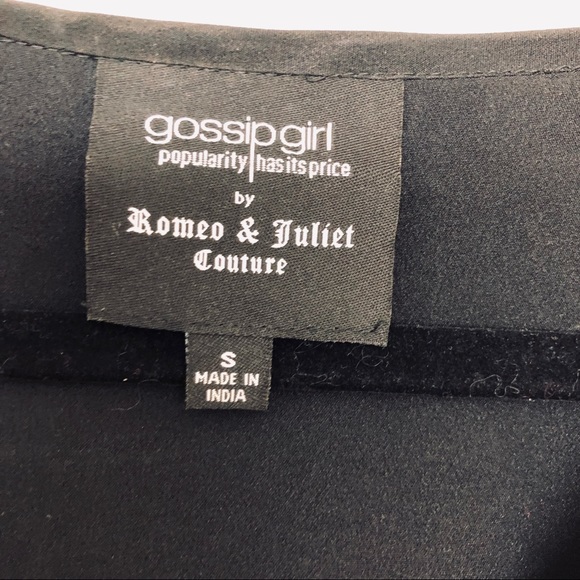 gossip girl
popularity has its price
by
Romeo & Juliet
Couture
S
MADE IN
INDIA